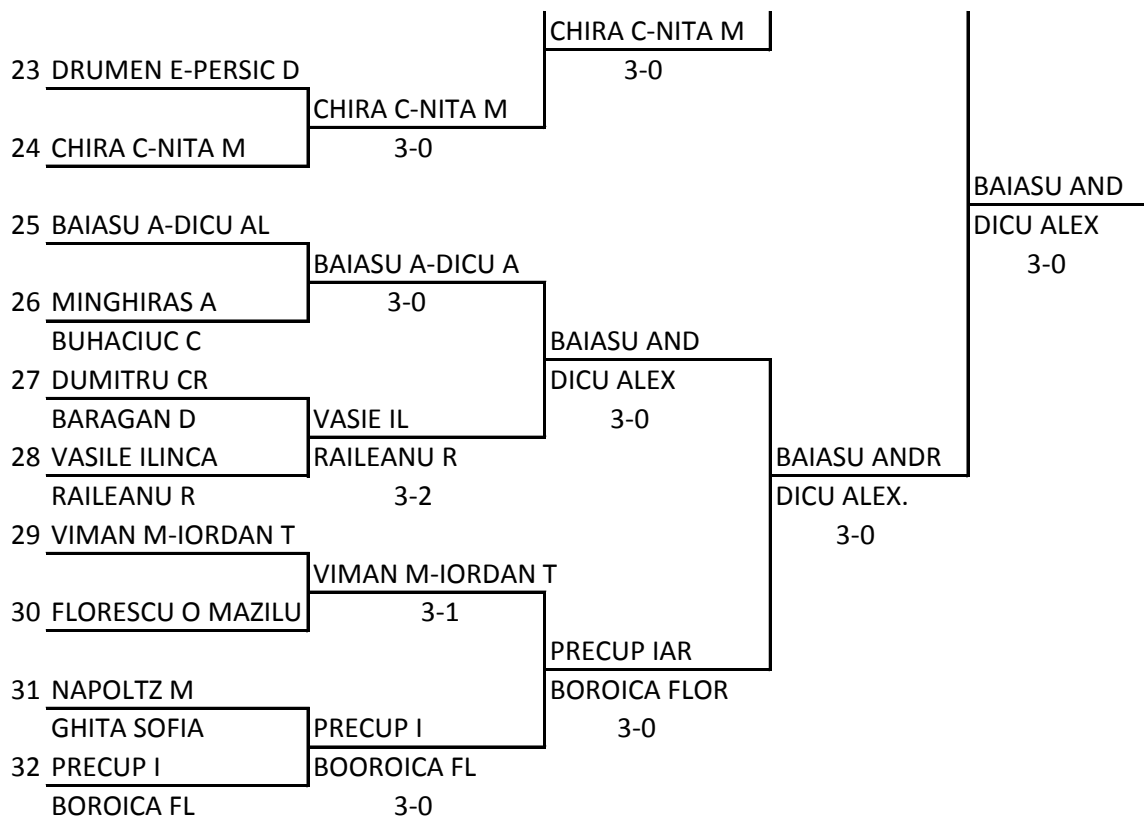 CHIRA C-NITA M
23 DRUMEN E-PERSIC D 3-0
CHIRA C-NITA M
24 CHIRA C-NITA M 3-0
BAIASU AND
25 BAIASU A-DICU AL DICU ALEX
BAIASU A-DICU A 3-0
26 MINGHIRAS A 3-0
BUHACIUC C BAIASU AND
27 DUMITRU CR DICU ALEX
BARAGAN D VASIE IL 3-0
28 VASILE ILINCA RAILEANU R BAIASU ANDR
RAILEANU R 3-2 DICU ALEX.
29 VIMAN M-IORDAN T 3-0
VIMAN M-IORDAN T
30 FLORESCU O MAZILU 3-1
PRECUP IAR
31 NAPOLTZ M BOROICA FLOR
GHITA SOFIA PRECUP I 3-0
32 PRECUP I BOOROICA FL
BOROICA FL 3-0